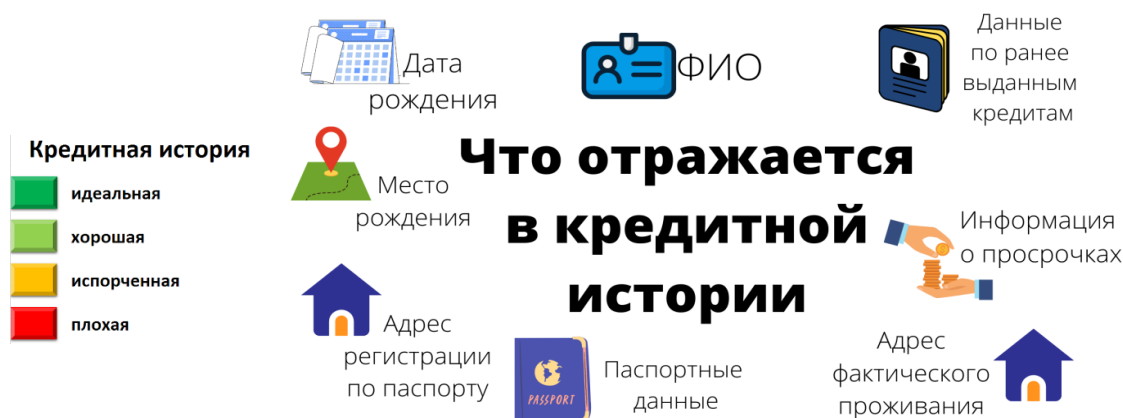 Кредитная история
идеальная
хорошая
испорченная
плохая
Дата
рождения
ФИО
Данные
по ранее
выданным
кредитам
Что отражается
в кредитной
истории
Место
рождения
Информация
о просрочках
Адрес
регистрации
по паспорту
PASSPORT
Паспортные
данные
Адрес
фактического
проживания